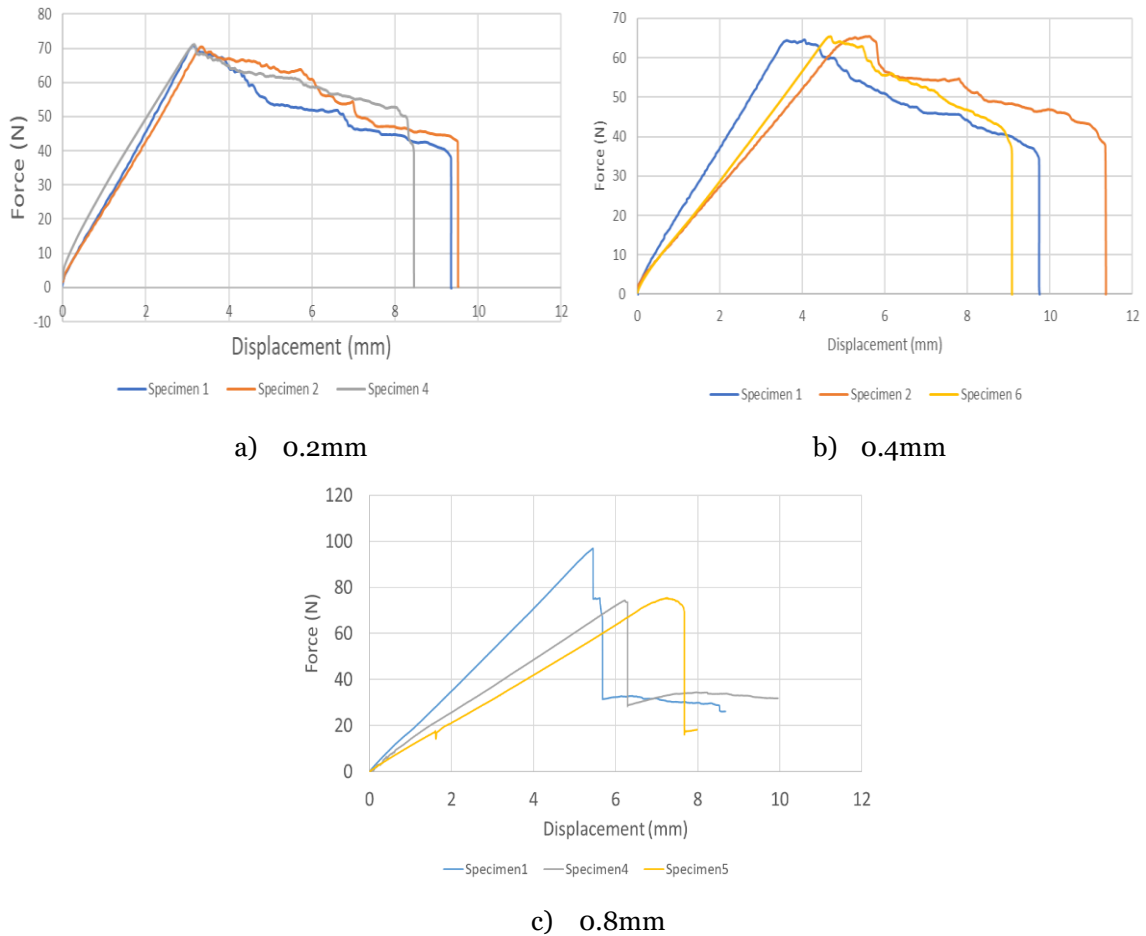 80
70
60
50
40
30
20
10
0
-10
0 2 4 6 8 10 12
Force (N)
Displacement (mm)
Specimen 1 Specimen 2 Specimen 4
a) 0.2mm
70
60
50
40
30
20
10
0
0 2 4 6 8 10 12
Force (N)
Displacement (mm)
Specimen 1 Specimen 2 Specimen 6
b) 0.4mm
120
100
80
60
40
20
0
0 2 4 6 8 10 12
Force (N)
Displacement (mm)
Specimen1 Specimen4 Specimen5
c) 0.8mm